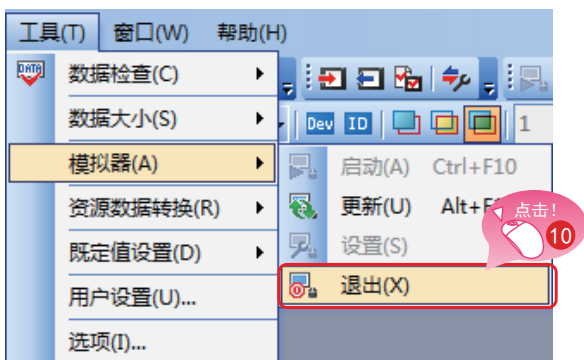 工具(T) 窗口(W) 帮助(H)
DATA 数据检查(C)
数据大小(S)
Dev ID 1
模拟器(A)
启动(A) Ctrl+F10
资源数据转换(R)
更新(U)
点击!
10
既定值设置(D)
设置(S)
用户设置(U)...
退出(X)
选项(I)...